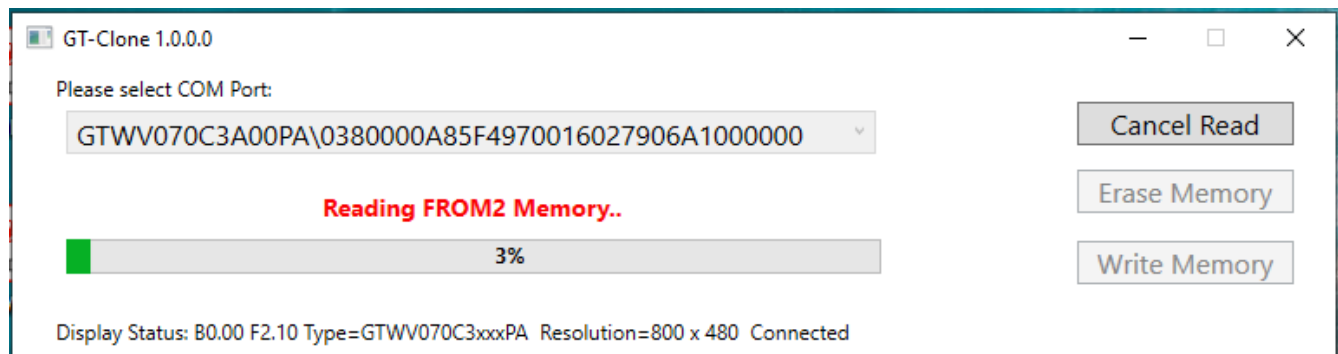 GT-Clone 1.0.0.0
Please select COM Port:
GTWV070C3A00PA\0380000A85F4970016027906A1000000
Cancel Read
Erase Memory
Reading FROM2 Memory..
3%
Write Memory
Display Status: B0.00 F2.10 Type=GTWV070C3xxxPA Resolution=800 x 480 Connected